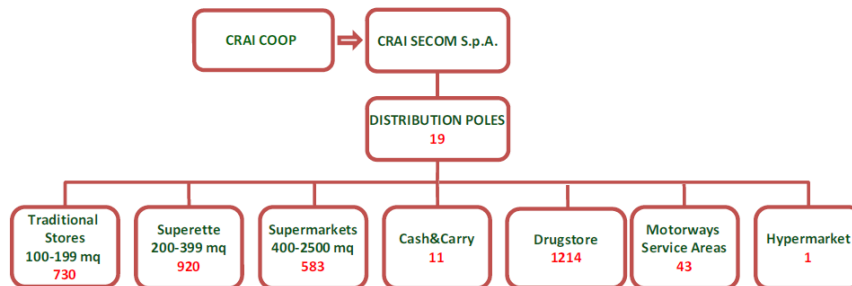 CRAI COOP
CRAI SECOM S.p.A.
DISTRIBUTION POLES
19
Traditional
Stores
100-199 mq
730
Superette
200-399 mq
920
Supermarkets
400-2500 mq
583
Cash&Carry
11
Drugstore
1214
Motorways
Service Areas
43
Hypermarket
1